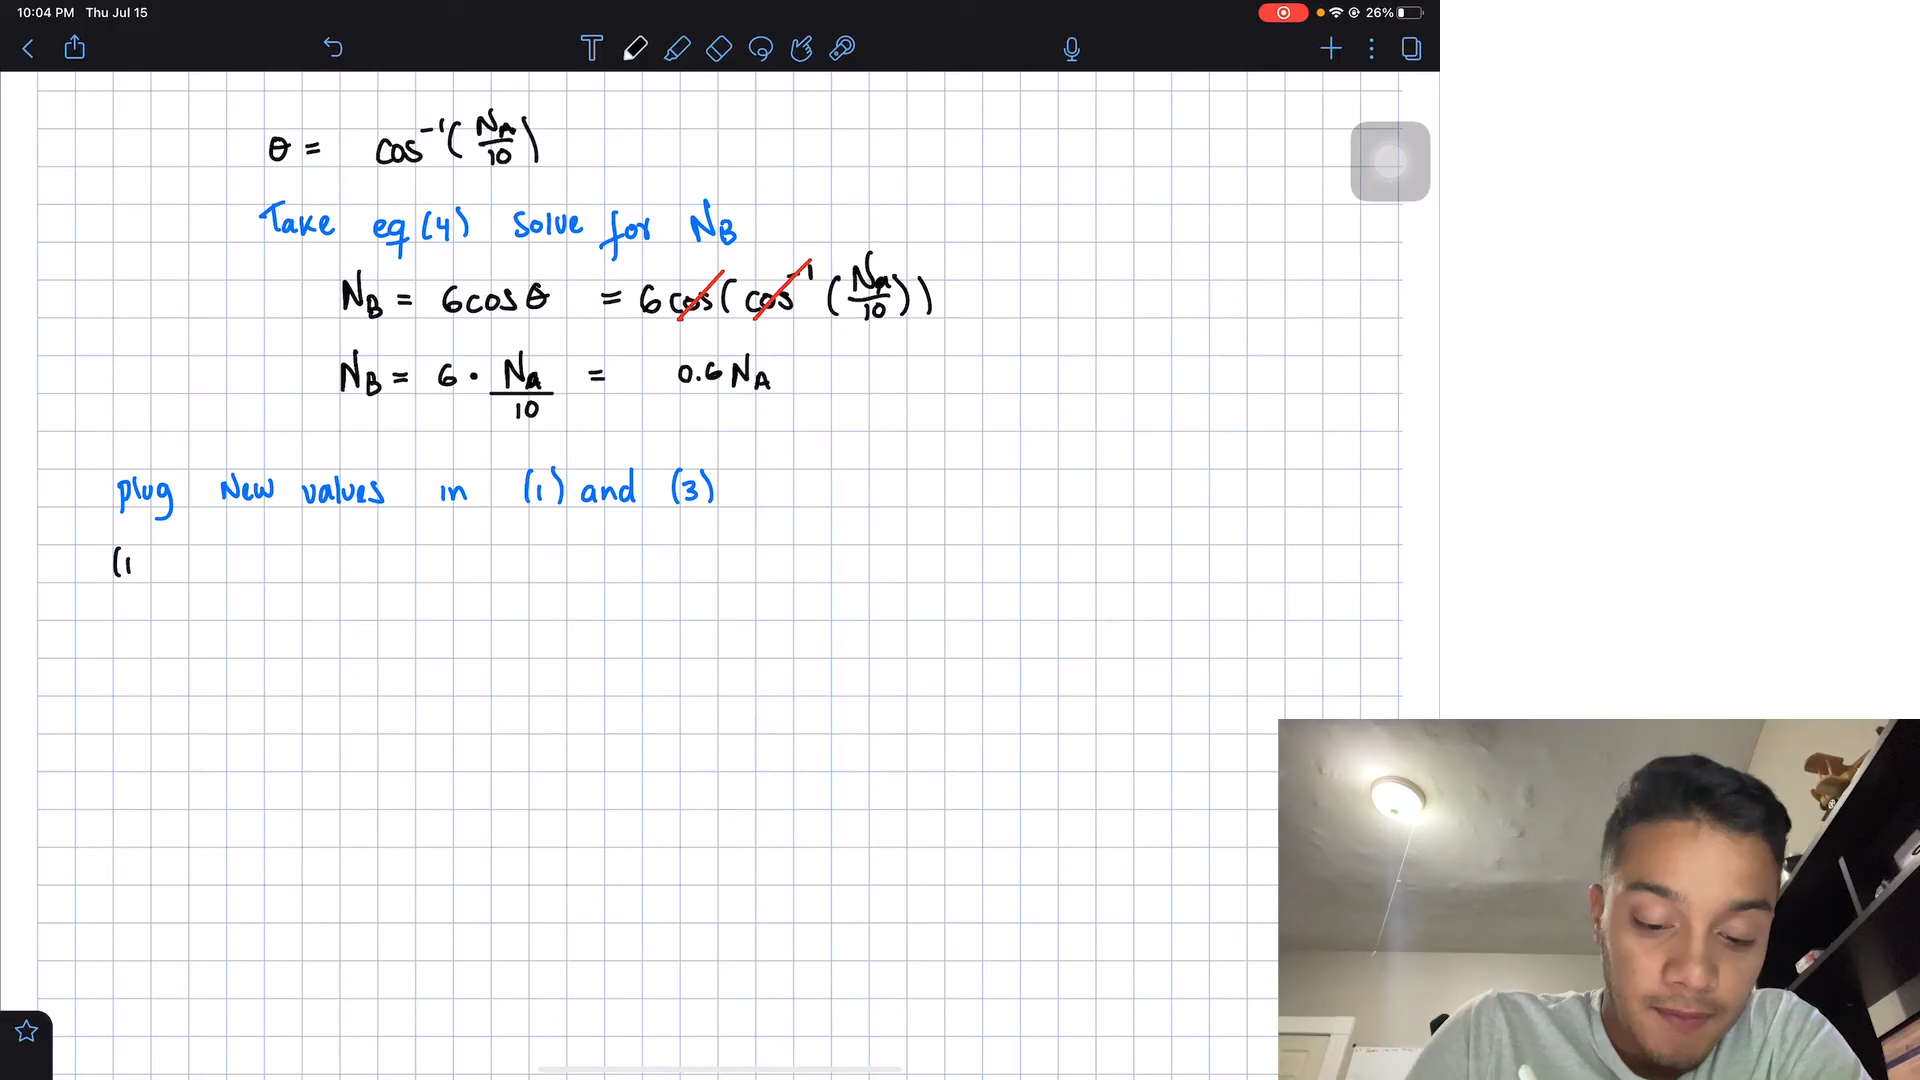 10:04 PM Thu Jul 15 26%
θ = cos⁻¹(N_A/10)
Take eq (4) solve for N_B
N_B = 6cosθ = 6cos(cos⁻¹(N_A/10))
N_B = 6 · N_A/10 = 0.6 N_A
plug New values in (1) and (3)
(1